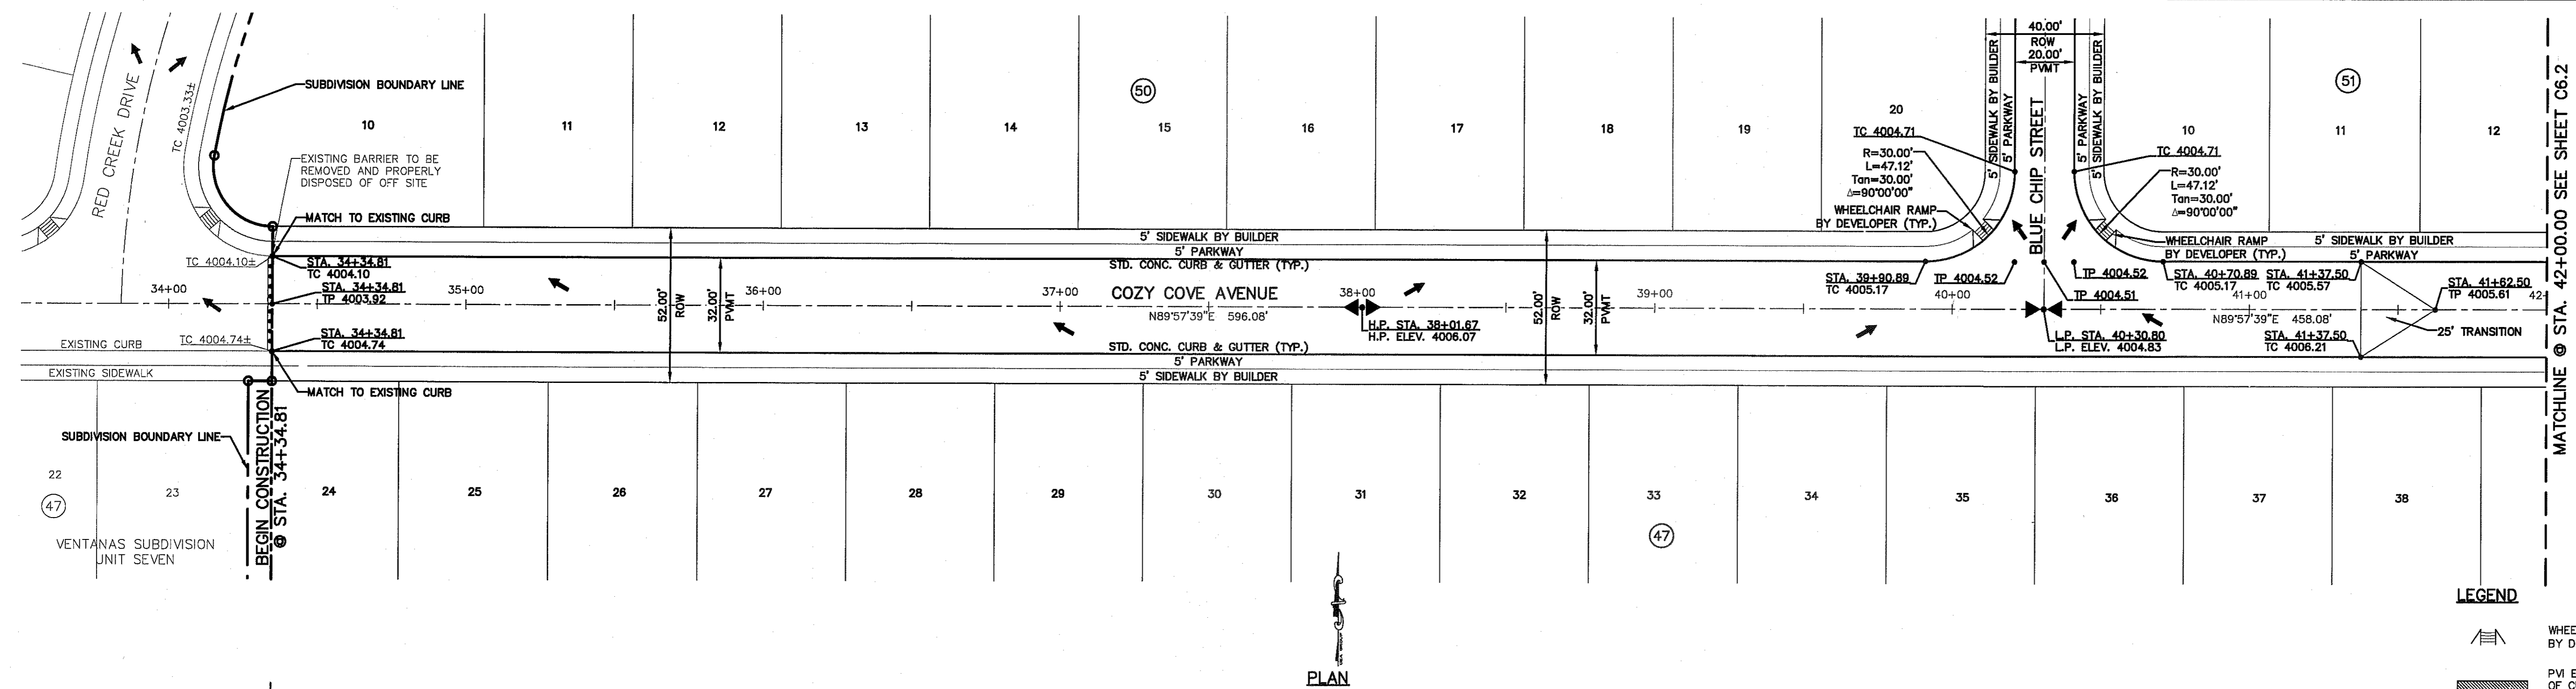 RED CREEK DRIVE
TC 4003.33±
SUBDIVISION BOUNDARY LINE
10
11
12
13
14
50
15
16
17
18
19
20
40.00'
ROW
20.00'
PVMT
5' SIDEWALK BY BUILDER
5' PARKWAY
BLUE CHIP STREET
5' PARKWAY
5' SIDEWALK BY BUILDER
51
10
11
12
MATCHLINE @ STA. 42+00.00 SEE SHEET C6.2
EXISTING BARRIER TO BE
REMOVED AND PROPERLY
DISPOSED OF OFF SITE
MATCH TO EXISTING CURB
TC 4004.71
R=30.00'
L=47.12'
Tan=30.00'
Δ=90°00'00"
WHEELCHAIR RAMP
BY DEVELOPER (TYP.)
TC 4004.71
R=30.00'
L=47.12'
Tan=30.00'
Δ=90°00'00"
WHEELCHAIR RAMP
BY DEVELOPER (TYP.)
5' SIDEWALK BY BUILDER
5' PARKWAY
5' SIDEWALK BY BUILDER
5' PARKWAY
STD. CONC. CURB & GUTTER (TYP.)
TC 4004.10±
STA. 34+34.81
TC 4004.10
STA. 34+34.81
TP 4003.92
STA. 39+90.89
TC 4005.17
TP 4004.52
TP 4004.52
TP 4004.51
STA. 40+70.89
TC 4005.17
STA. 41+37.50
TC 4005.57
STA. 41+62.50
TP 4005.61
34+00
35+00
36+00
37+00
38+00
39+00
40+00
41+00
42-
COZY COVE AVENUE
N89°57'39"E 596.08'
52.00'
ROW
32.00'
PVMT
52.00'
ROW
32.00'
PVMT
H.P. STA. 38+01.67
H.P. ELEV. 4006.07
N89°57'39"E 458.08'
25' TRANSITION
L.P. STA. 40+30.80
L.P. ELEV. 4004.83
STA. 41+37.50
TC 4006.21
EXISTING CURB
TC 4004.74±
STA. 34+34.81
TC 4004.74
STD. CONC. CURB & GUTTER (TYP.)
5' PARKWAY
5' SIDEWALK BY BUILDER
EXISTING SIDEWALK
MATCH TO EXISTING CURB
SUBDIVISION BOUNDARY LINE
BEGIN CONSTRUCTION
@ STA. 34+34.81
22
23
24
25
26
27
28
29
30
31
32
33
34
35
36
37
38
47
47
VENTANAS SUBDIVISION
UNIT SEVEN
PLAN
LEGEND
WHEE
BY D
PVI E
OF C